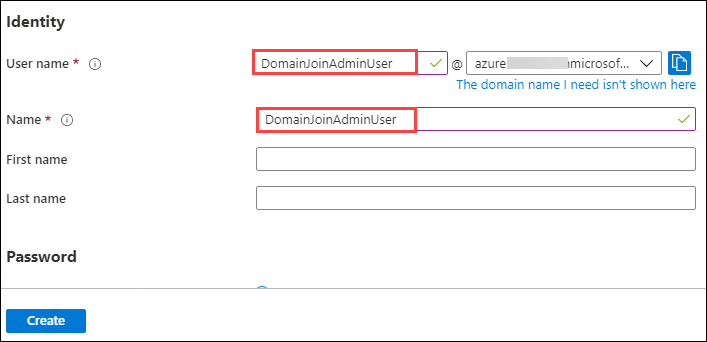 Identity
User name * DomainJoinAdminUser @ azure microsof...
The domain name I need isn't shown here
Name * DomainJoinAdminUser
First name
Last name
Password
Create